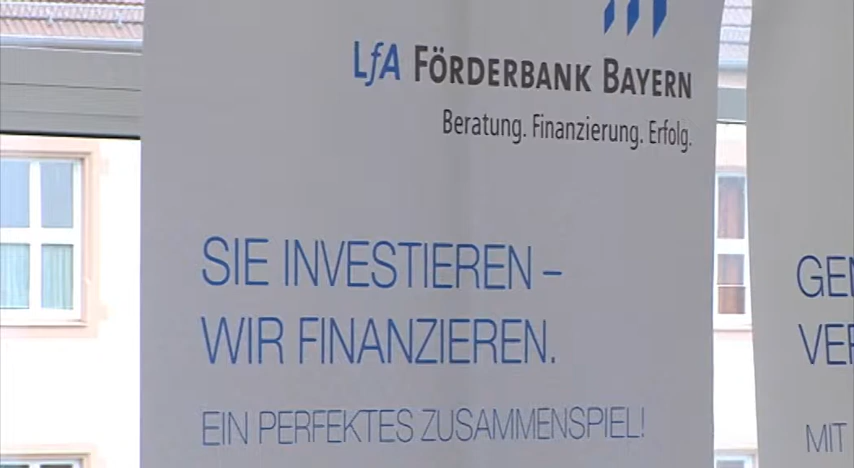 LfA FÖRDERBANK BAYERN
Beratung. Finanzierung. Erfolg.
SIE INVESTIEREN –
WIR FINANZIEREN.
EIN PERFEKTES ZUSAMMENSPIEL!
MIT